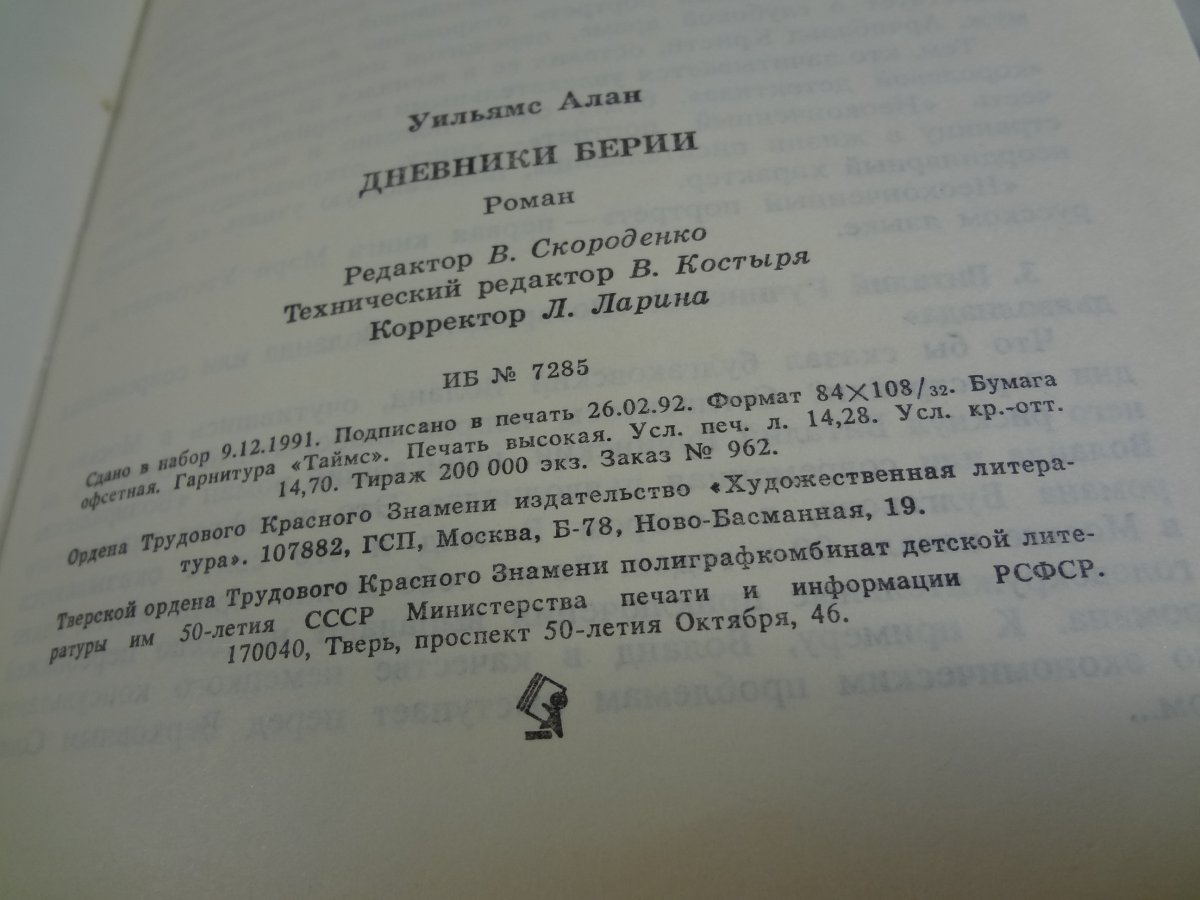 Уильямс Алан
ДНЕВНИКИ БЕРИИ
Роман
Редактор В. Скороденко
Технический редактор В. Костыря
Корректор Л. Ларина
ИБ № 7285
Сдано в набор 9.12.1991. Подписано в печать 26.02.92. Формат 84×108/32. Бумага
офсетная. Гарнитура «Таймс». Печать высокая. Усл. печ. л. 14,28. Усл. кр.-отт.
14,70. Тираж 200 000 экз. Заказ № 962.
Ордена Трудового Красного Знамени издательство «Художественная литера-
тура». 107882, ГСП, Москва, Б-78, Ново-Басманная, 19.
Тверской ордена Трудового Красного Знамени полиграфкомбинат детской лите-
ратуры им 50-летия СССР Министерства печати и информации РСФСР.
170040, Тверь, проспект 50-летия Октября, 46.